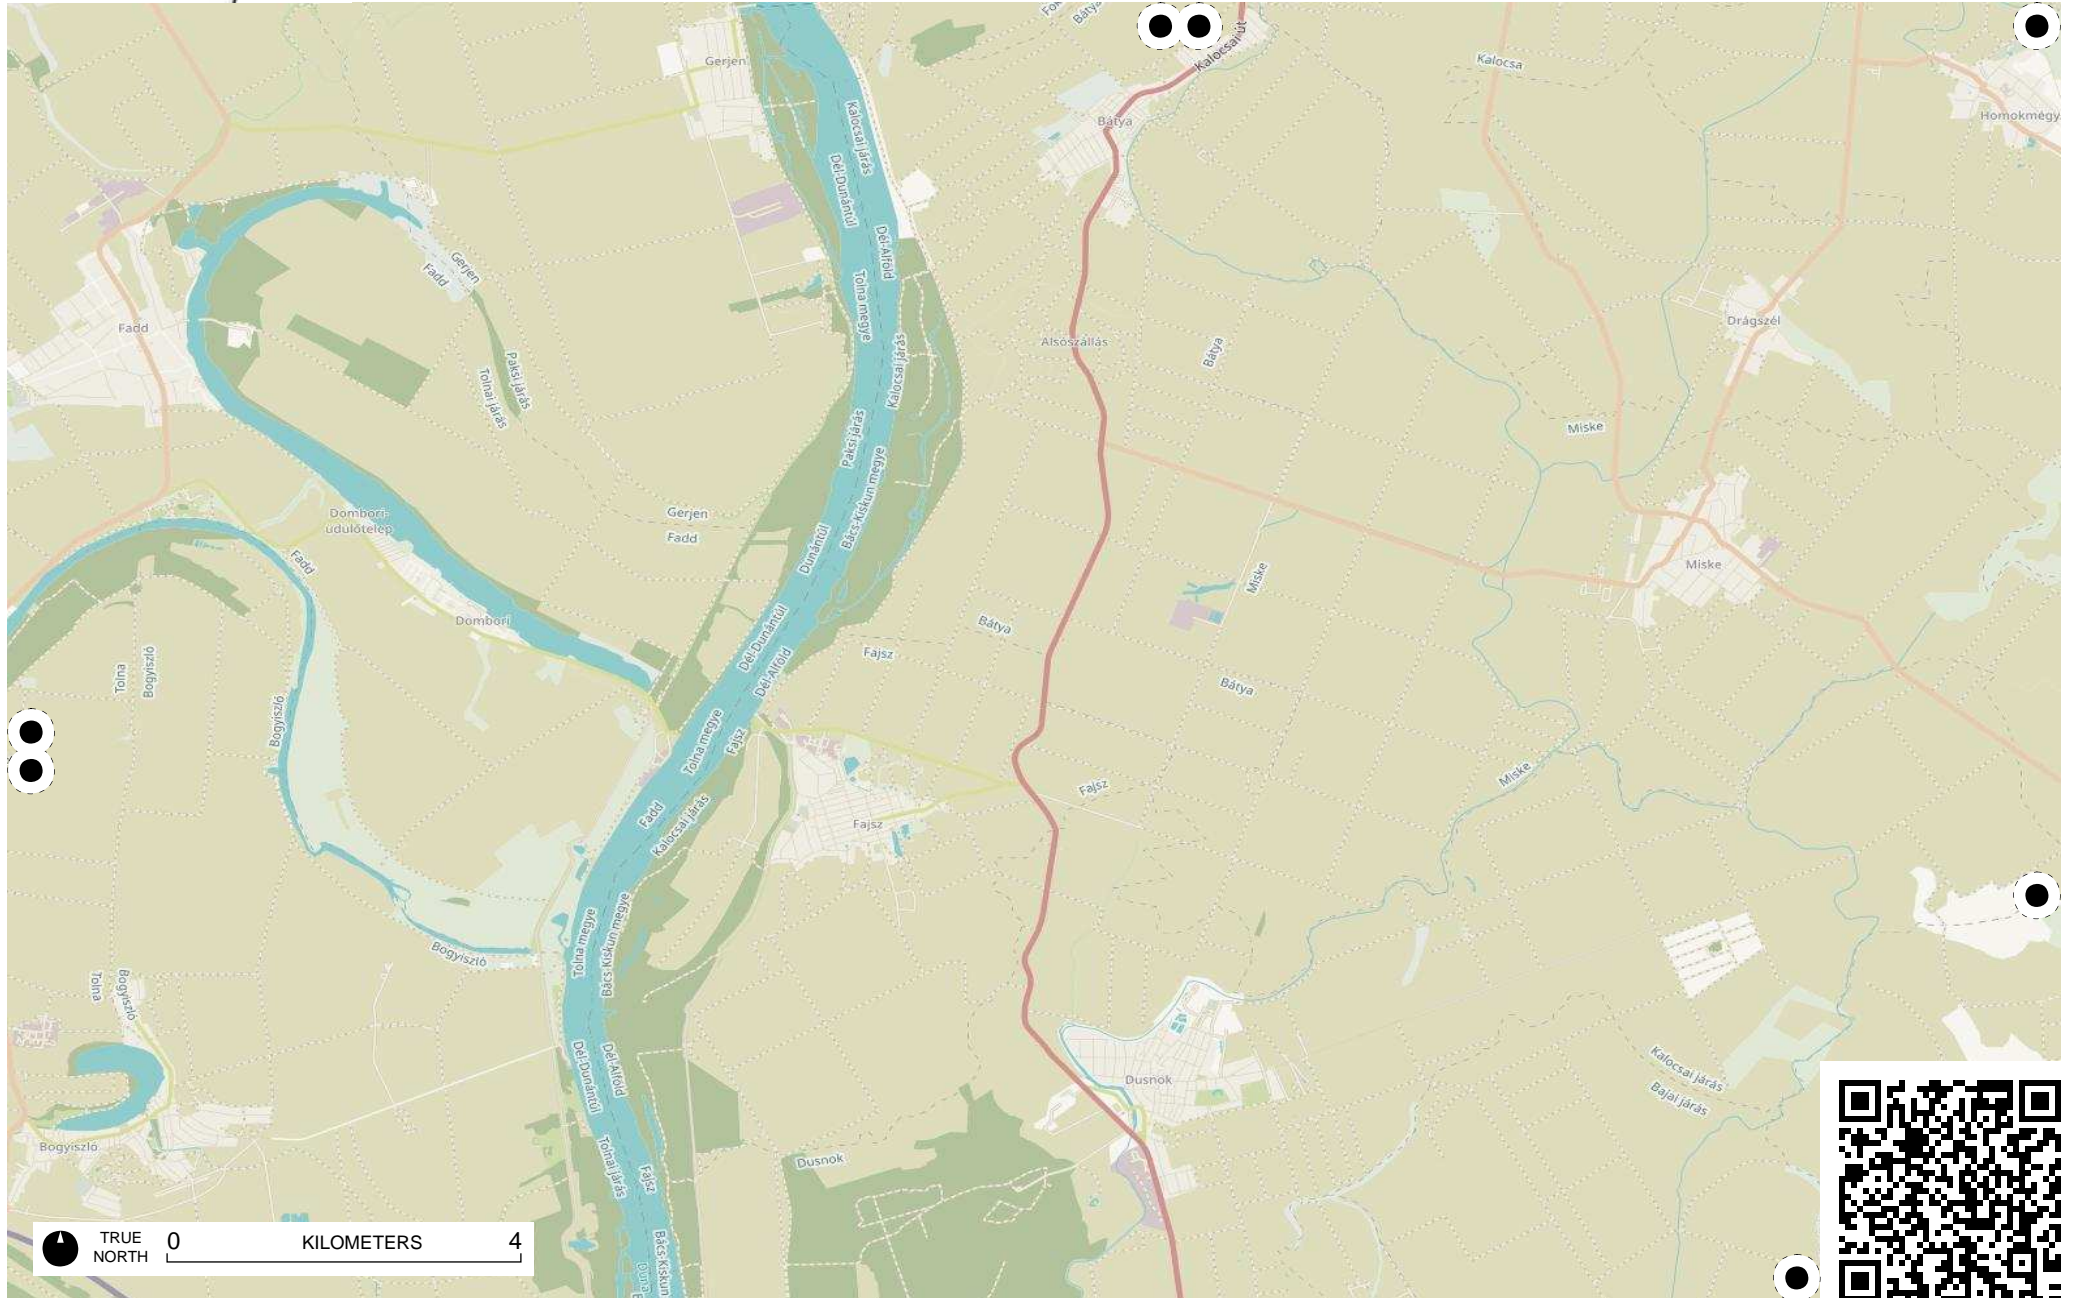 Bátya
Kalocsai út
Gerjen
Kalocsa
Bátya
Homokmégy
Kalocsai járás
Dél-Dunántúl
Dél-Alföld
Gerjen
Fadd
Tolna megye
Fadd
Drágszél
Alsószállás
Bátya
Kalocsai járás
Paksi járás
Tolnai járás
Miske
Paksi járás
Bács-Kiskun megye
Dombori-
üdülőtelep
Gerjen
Fadd
Fadd
Dunántúl
Miske
Miske
Dombori
Bátya
Dél-Dunántúl
Fajsz
Dél-Alföld
Tolna
Bogyiszló
Bátya
Bogyiszló
Tolna megye
Fajsz
Miske
Fajsz
Fadd
Kalocsai járás
Fajsz
Tolna megye
Bács-Kiskun megye
Bogyiszló
Tolna
Bogyiszló
Dél-Dunántúl
Dél-Alföld
Dusnok
Kalocsai járás
Bajai járás
Bogyiszló
Tolnai járás
Fajsz
Dusnok
TRUE
NORTH
0 KILOMETERS 4
Bács-Kiskun
Duna